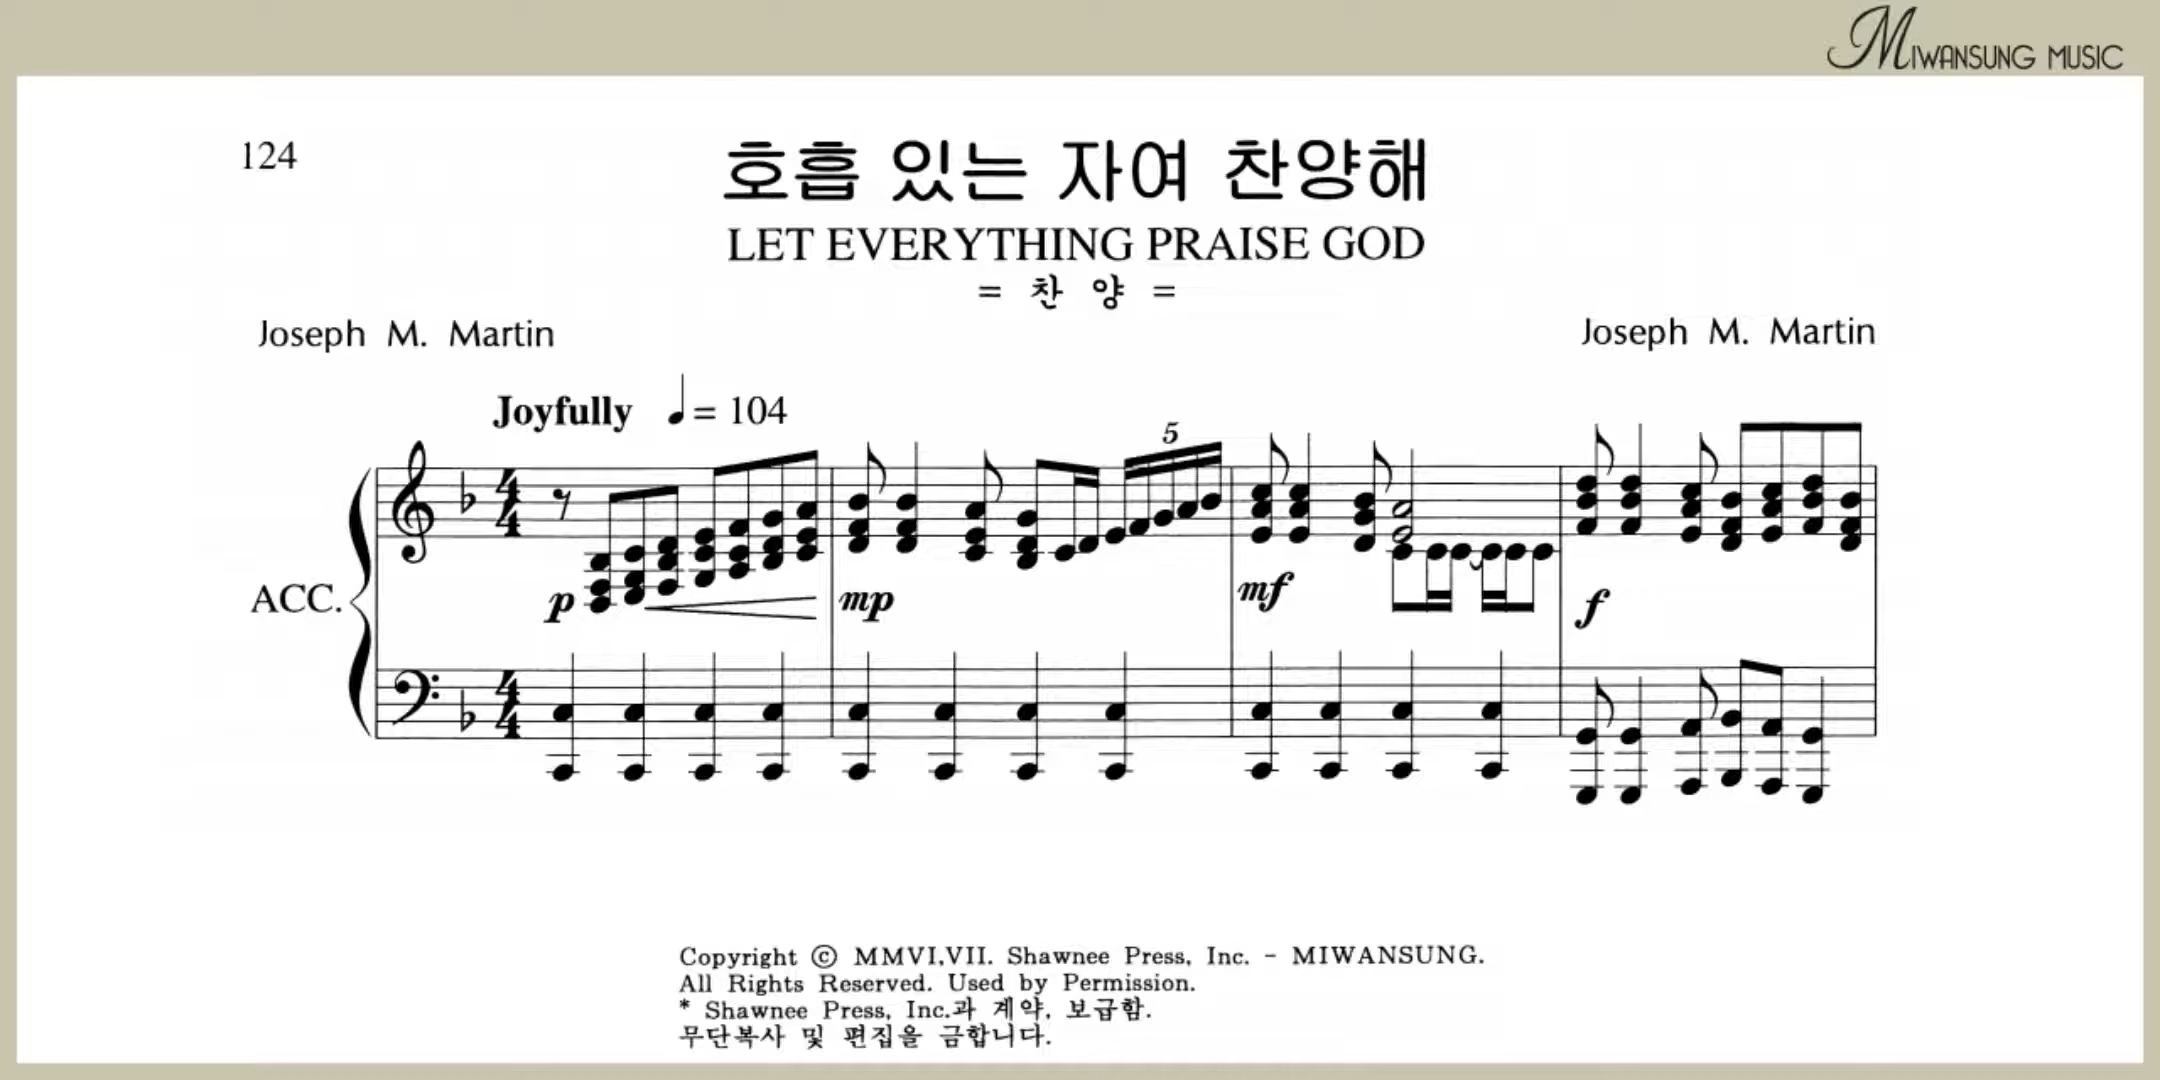 MIWANSUNG MUSIC
124
호흡 있는 자여 찬양해
LET EVERYTHING PRAISE GOD
= 찬 양 =
Joseph M. Martin
Joseph M. Martin
Joyfully ♩= 104
5
ACC.
p mp mf f
Copyright ⓒ MMVI,VII. Shawnee Press, Inc. - MIWANSUNG.
All Rights Reserved. Used by Permission.
* Shawnee Press, Inc.과 계약, 보급함.
무단복사 및 편집을 금합니다.